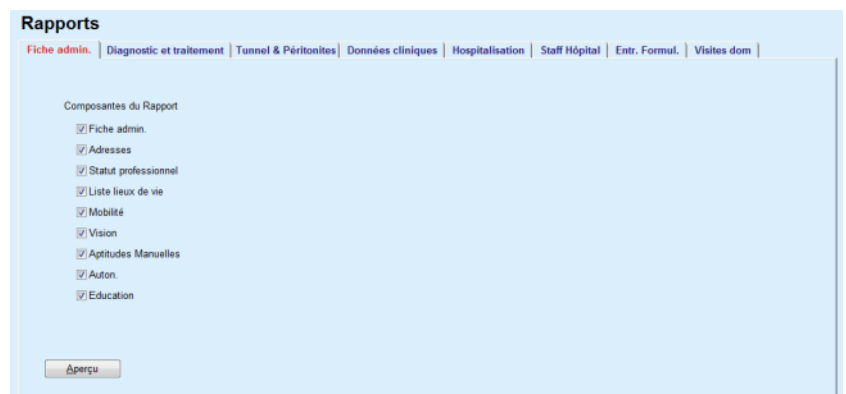 Rapports
Fiche admin. Diagnostic et traitement Tunnel & Péritonites Données cliniques Hospitalisation Staff Hôpital Entr. Formul. Visites dom
Composantes du Rapport
Fiche admin.
Adresses
Statut professionnel
Liste lieux de vie
Mobilité
Vision
Aptitudes Manuelles
Auton.
Education
Aperçu